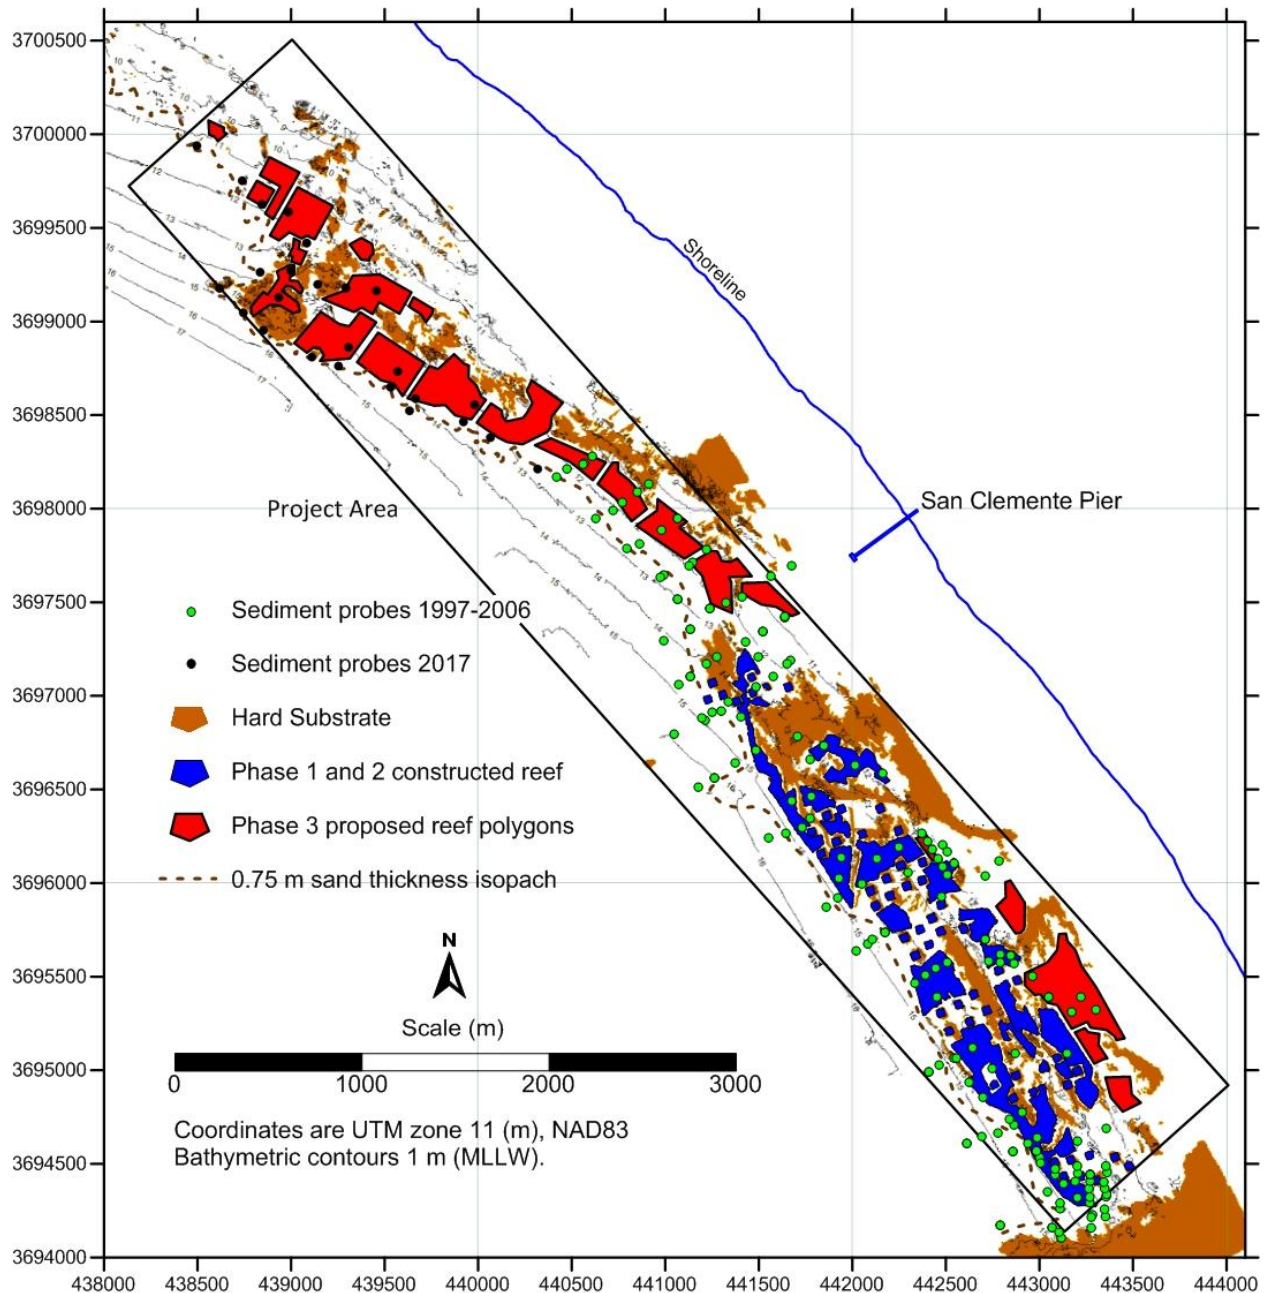 3700500
3700000
3699500
3699000
3698500
3698000
3697500
3697000
3696500
3696000
3695500
3695000
3694500
3694000
Shoreline
San Clemente Pier
Project Area
Sediment probes 1997-2006
Sediment probes 2017
Hard Substrate
Phase 1 and 2 constructed reef
Phase 3 proposed reef polygons
0.75 m sand thickness isopach
N
Scale (m)
0 1000 2000 3000
Coordinates are UTM zone 11 (m), NAD83
Bathymetric contours 1 m (MLLW).
438000 438500 439000 439500 440000 440500 441000 441500 442000 442500 443000 443500 444000